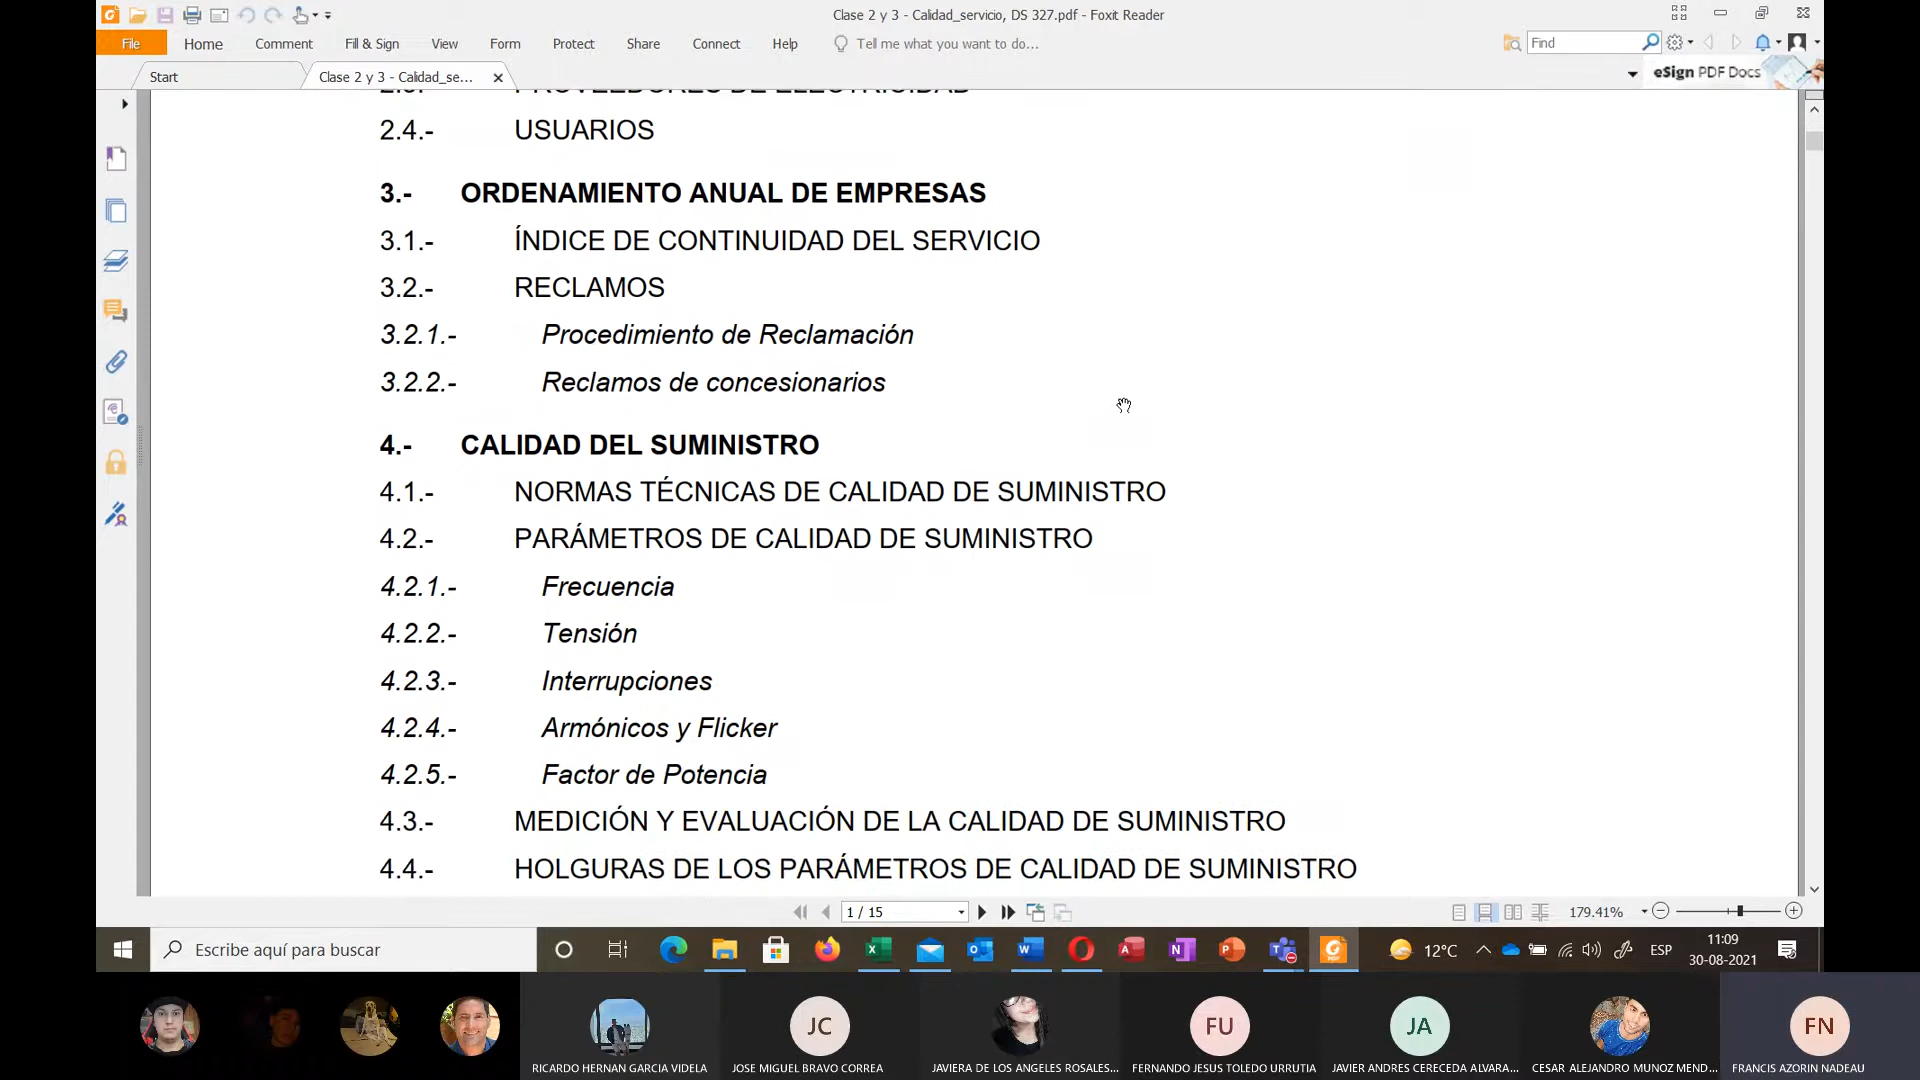 Clase 2 y 3 - Calidad_servicio, DS 327.pdf - Foxit Reader
File Home Comment Fill & Sign View Form Protect Share Connect Help Tell me what you want to do... Find
Start Clase 2 y 3 - Calidad_se... eSign PDF Docs
2.3.- PROVEEDORES DE ELECTRICIDAD
2.4.- USUARIOS
3.- ORDENAMIENTO ANUAL DE EMPRESAS
3.1.- ÍNDICE DE CONTINUIDAD DEL SERVICIO
3.2.- RECLAMOS
3.2.1.- Procedimiento de Reclamación
3.2.2.- Reclamos de concesionarios
4.- CALIDAD DEL SUMINISTRO
4.1.- NORMAS TÉCNICAS DE CALIDAD DE SUMINISTRO
4.2.- PARÁMETROS DE CALIDAD DE SUMINISTRO
4.2.1.- Frecuencia
4.2.2.- Tensión
4.2.3.- Interrupciones
4.2.4.- Armónicos y Flicker
4.2.5.- Factor de Potencia
4.3.- MEDICIÓN Y EVALUACIÓN DE LA CALIDAD DE SUMINISTRO
4.4.- HOLGURAS DE LOS PARÁMETROS DE CALIDAD DE SUMINISTRO
1 / 15 179.41%
Escribe aquí para buscar 12°C ESP 11:09
30-08-2021
JC FU JA FN
RICARDO HERNAN GARCIA VIDELA JOSE MIGUEL BRAVO CORREA JAVIERA DE LOS ANGELES ROSALES... FERNANDO JESUS TOLEDO URRUTIA JAVIER ANDRES CERECEDA ALVARA... CESAR ALEJANDRO MUNOZ MEND... FRANCIS AZORIN NADEAU